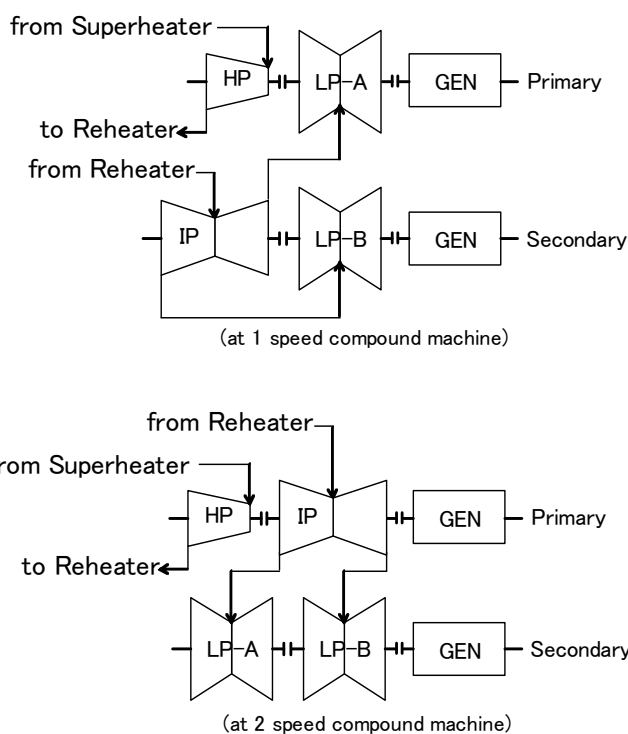 from Superheater
HP
LP-A
GEN
Primary
to Reheater
from Reheater
IP
LP-B
GEN
Secondary
(at 1 speed compound machine)
from Reheater
rom Superheater
HP
IP
GEN
Primary
to Reheater
LP-A
LP-B
GEN
Secondary
(at 2 speed compound machine)